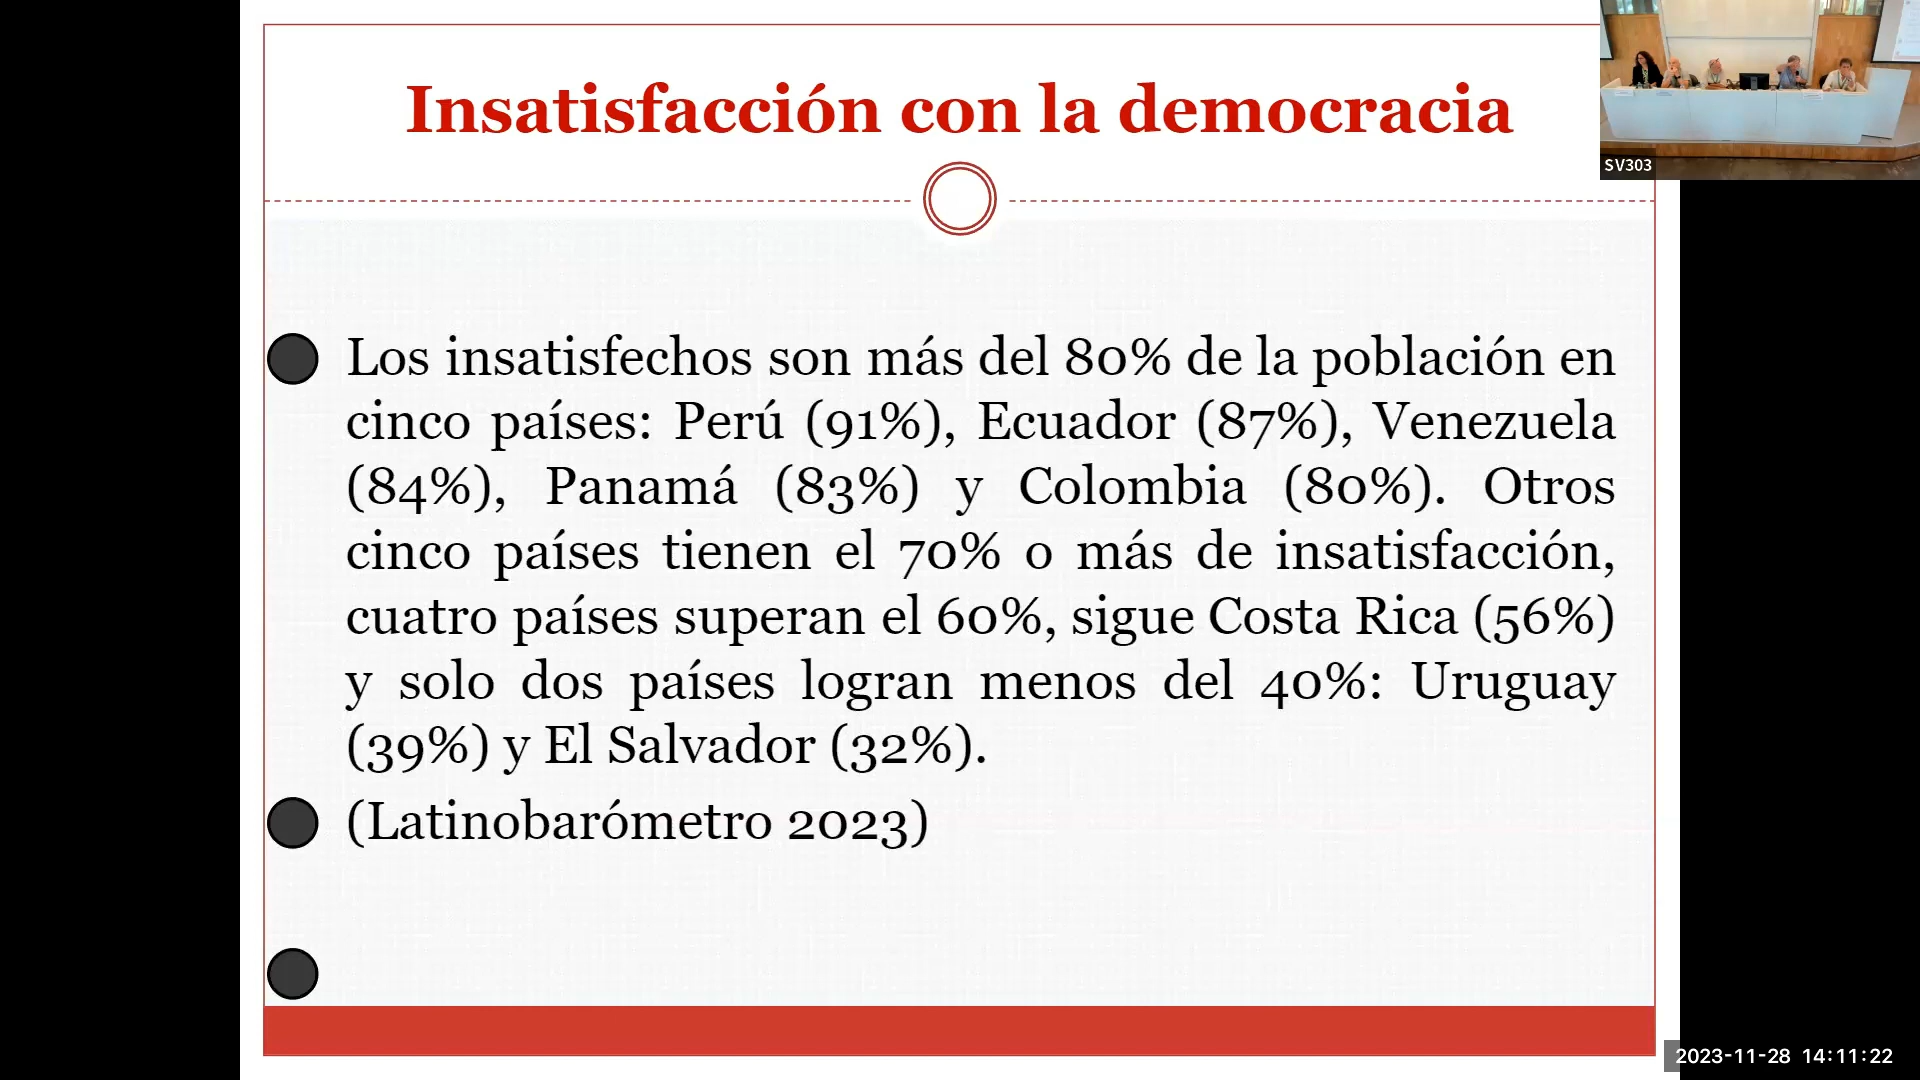 Insatisfacción con la democracia
SV303
Los insatisfechos son más del 80% de la población en
cinco países: Perú (91%), Ecuador (87%), Venezuela
(84%), Panamá (83%) y Colombia (80%). Otros
cinco países tienen el 70% o más de insatisfacción,
cuatro países superan el 60%, sigue Costa Rica (56%)
y solo dos países logran menos del 40%: Uruguay
(39%) y El Salvador (32%).
(Latinobarómetro 2023)
2023-11-28 14:11:22